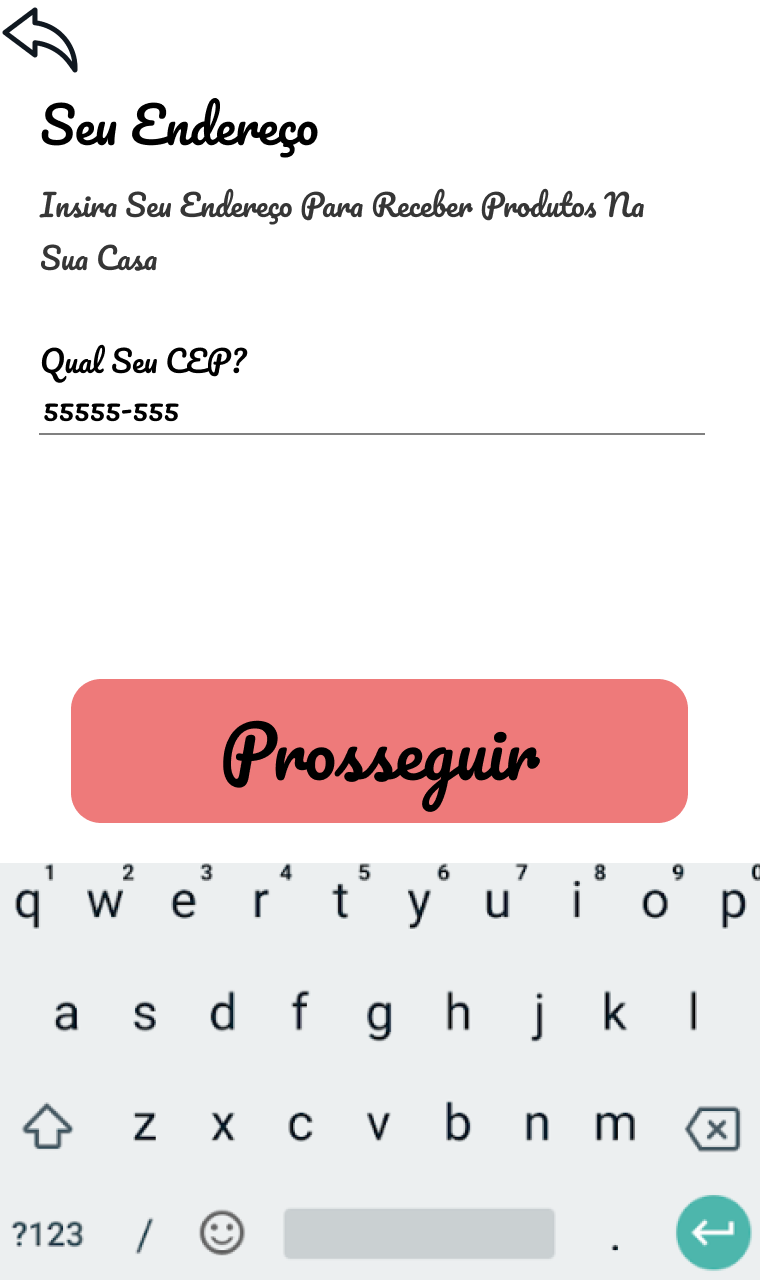 Seu Endereço
Insira Seu Endereço Para Receber Produtos Na
Sua Casa
Qual Seu CEP?
55555-555
Prosseguir
1 2 3 4 5 6 7 8 9 0
q w e r t y u i o p
a s d f g h j k l
z x c v b n m
?123 / .